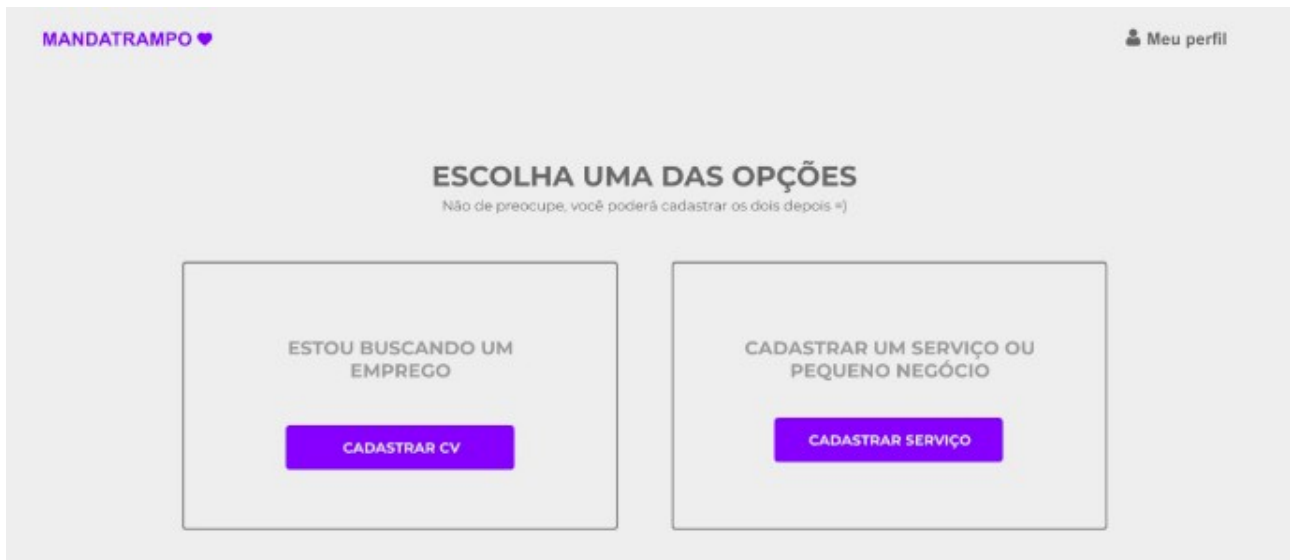 MANDATRAMPO
Meu perfil
ESCOLHA UMA DAS OPÇÕES
Não de preocupe, você poderá cadastrar os dois depois =)
ESTOU BUSCANDO UM
EMPREGO
CADASTRAR CV
CADASTRAR UM SERVIÇO OU
PEQUENO NEGÓCIO
CADASTRAR SERVIÇO